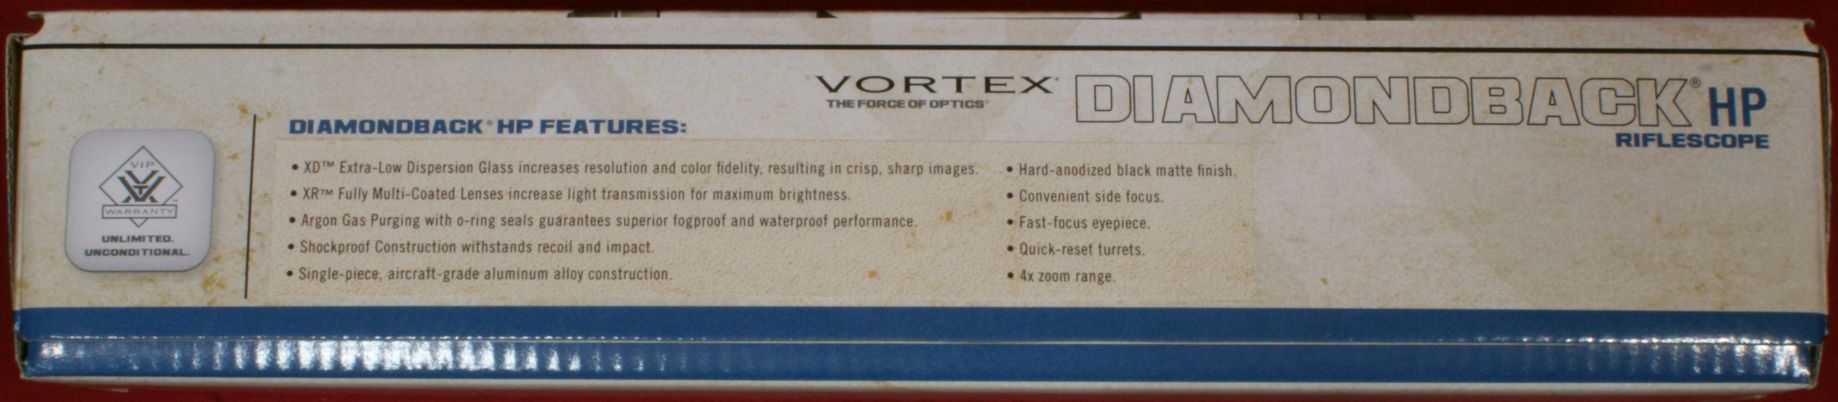 VORTEX® DIAMONDBACK® HP
THE FORCE OF OPTICS®
RIFLESCOPE
VIP
WARRANTY™
UNLIMITED.
UNCONDITIONAL.
DIAMONDBACK® HP FEATURES:
• XD™ Extra-Low Dispersion Glass increases resolution and color fidelity, resulting in crisp, sharp images.
• XR™ Fully Multi-Coated Lenses increase light transmission for maximum brightness.
• Argon Gas Purging with o-ring seals guarantees superior fogproof and waterproof performance.
• Shockproof Construction withstands recoil and impact.
• Single-piece, aircraft-grade aluminum alloy construction.
• Hard-anodized black matte finish.
• Convenient side focus.
• Fast-focus eyepiece.
• Quick-reset turrets.
• 4x zoom range.